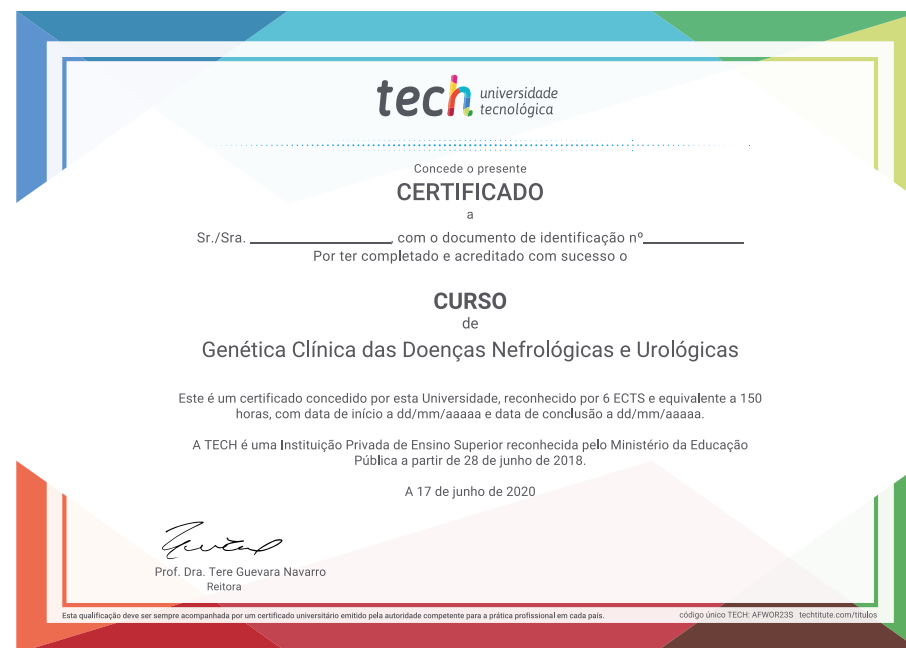 tech universidade
tecnológica
Concede o presente
CERTIFICADO
a
Sr./Sra. ____________________, com o documento de identificação nº______________
Por ter completado e acreditado com sucesso o
CURSO
de
Genética Clínica das Doenças Nefrológicas e Urológicas
Este é um certificado concedido por esta Universidade, reconhecido por 6 ECTS e equivalente a 150
horas, com data de início a dd/mm/aaaaa e data de conclusão a dd/mm/aaaaa.
A TECH é uma Instituição Privada de Ensino Superior reconhecida pelo Ministério da Educação
Pública a partir de 28 de junho de 2018.
A 17 de junho de 2020
Prof. Dra. Tere Guevara Navarro
Reitora
Esta qualificação deve ser sempre acompanhada por um certificado universitário emitido pela autoridade competente para a prática profissional em cada país.
código único TECH: AFWOR23S techtitute.com/titulos